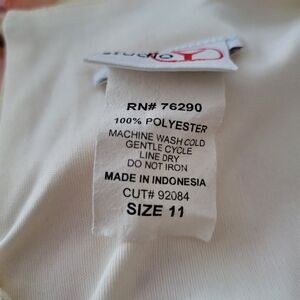 STUDIO Y
RN# 76290
100% POLYESTER
MACHINE WASH COLD
GENTLE CYCLE
LINE DRY
DO NOT IRON
MADE IN INDONESIA
CUT# 92084
SIZE 11